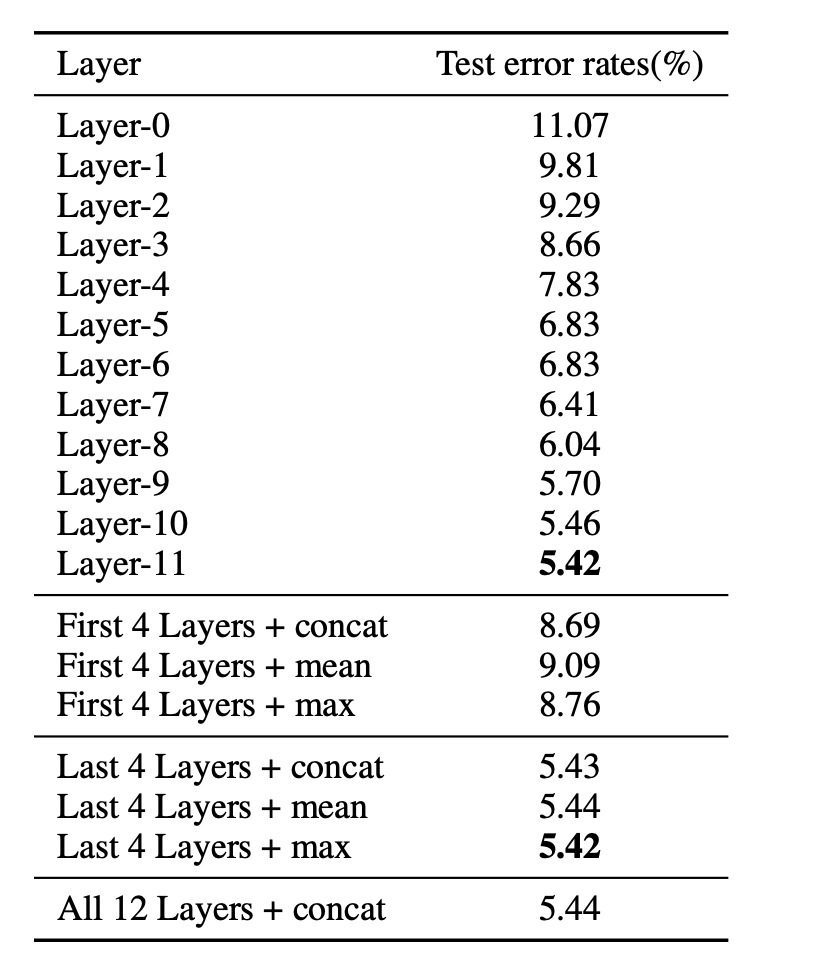 Layer Test error rates(%)
Layer-0 11.07
Layer-1 9.81
Layer-2 9.29
Layer-3 8.66
Layer-4 7.83
Layer-5 6.83
Layer-6 6.83
Layer-7 6.41
Layer-8 6.04
Layer-9 5.70
Layer-10 5.46
Layer-11 5.42
First 4 Layers + concat 8.69
First 4 Layers + mean 9.09
First 4 Layers + max 8.76
Last 4 Layers + concat 5.43
Last 4 Layers + mean 5.44
Last 4 Layers + max 5.42
All 12 Layers + concat 5.44